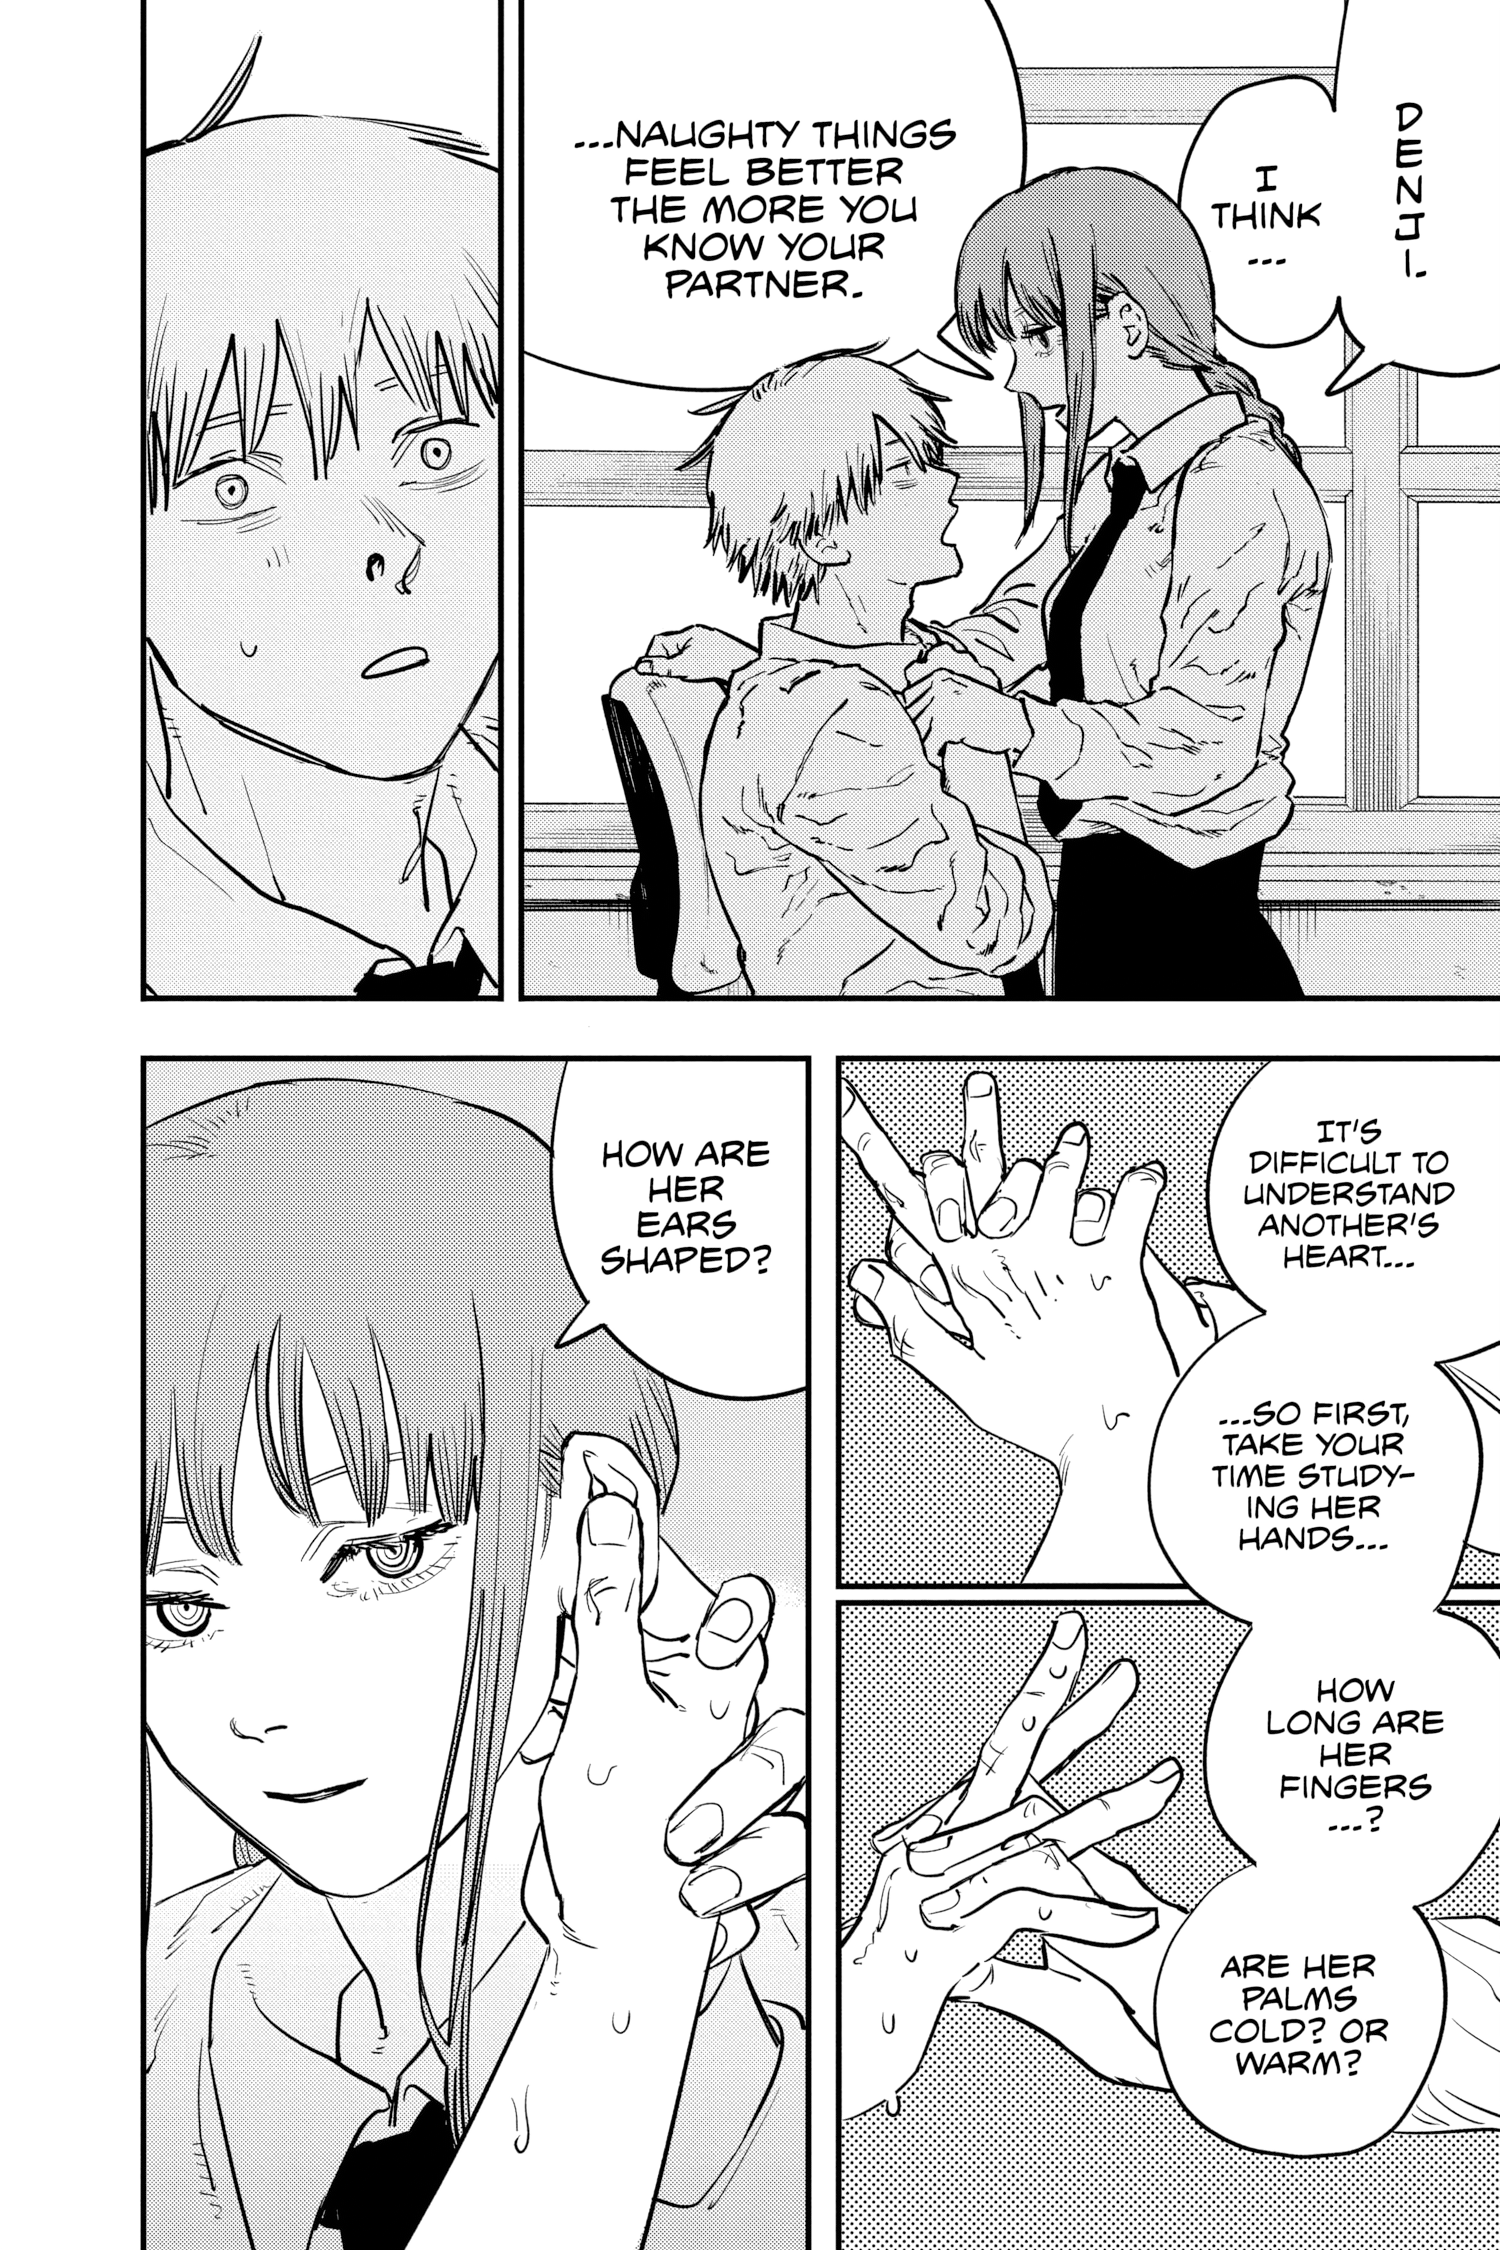 DENJI.
I
THINK
...
...NAUGHTY THINGS
FEEL BETTER
THE MORE YOU
KNOW YOUR
PARTNER.
IT'S
DIFFICULT TO
UNDERSTAND
ANOTHER'S
HEART...
...SO FIRST,
TAKE YOUR
TIME STUDY-
ING HER
HANDS...
HOW
LONG ARE
HER
FINGERS
...?
ARE HER
PALMS
COLD? OR
WARM?
HOW ARE
HER
EARS
SHAPED?